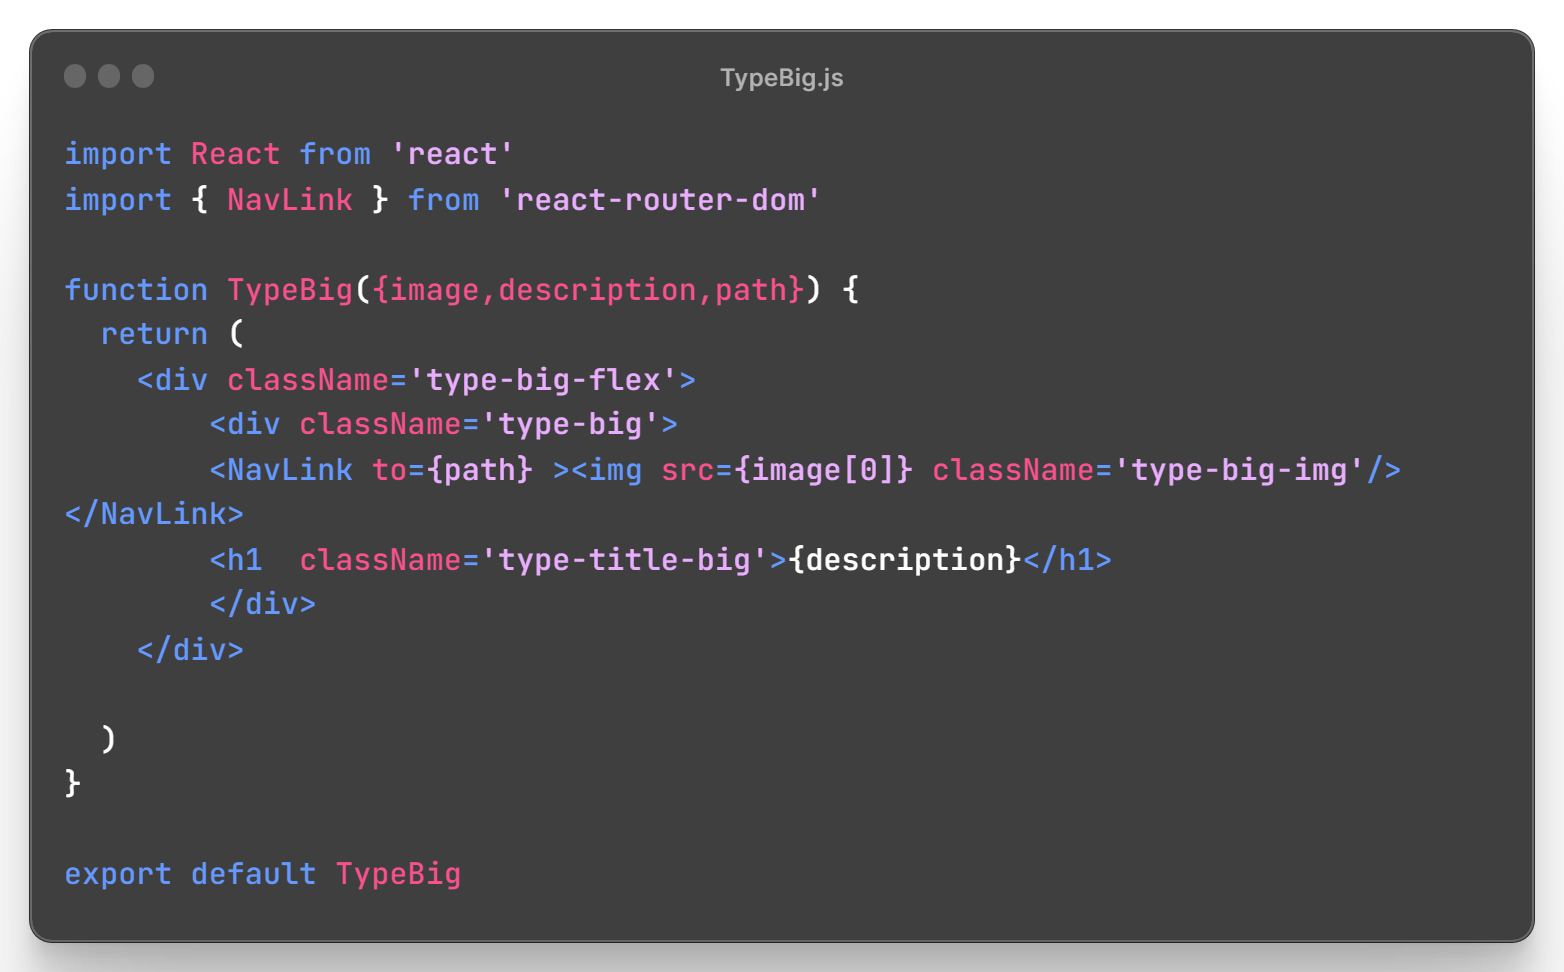 TypeBig.js
import React from 'react'
import { NavLink } from 'react-router-dom'

function TypeBig({image,description,path}) {
  return (
    <div className='type-big-flex'>
        <div className='type-big'>
        <NavLink to={path} ><img src={image[0]} className='type-big-img'/>
</NavLink>
        <h1  className='type-title-big'>{description}</h1>
        </div>
    </div>

  )
}

export default TypeBig